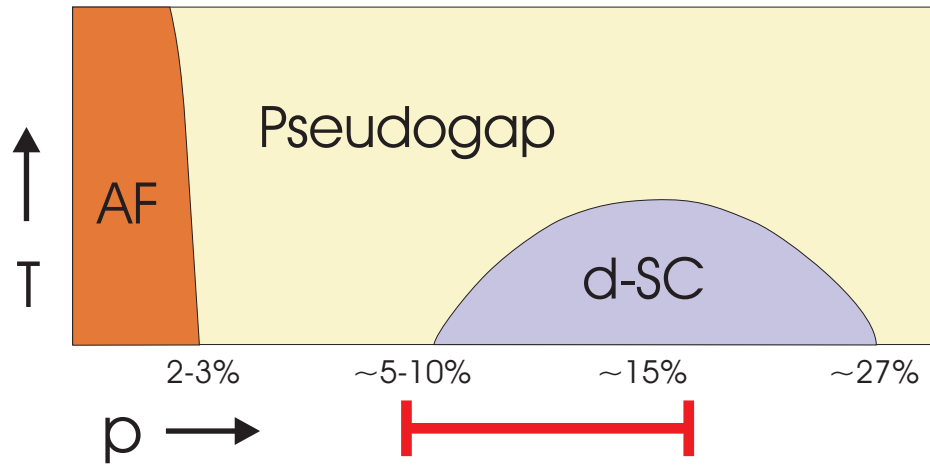 Pseudogap
AF
T
d-SC
2-3%
~5-10%
~15%
~27%
p